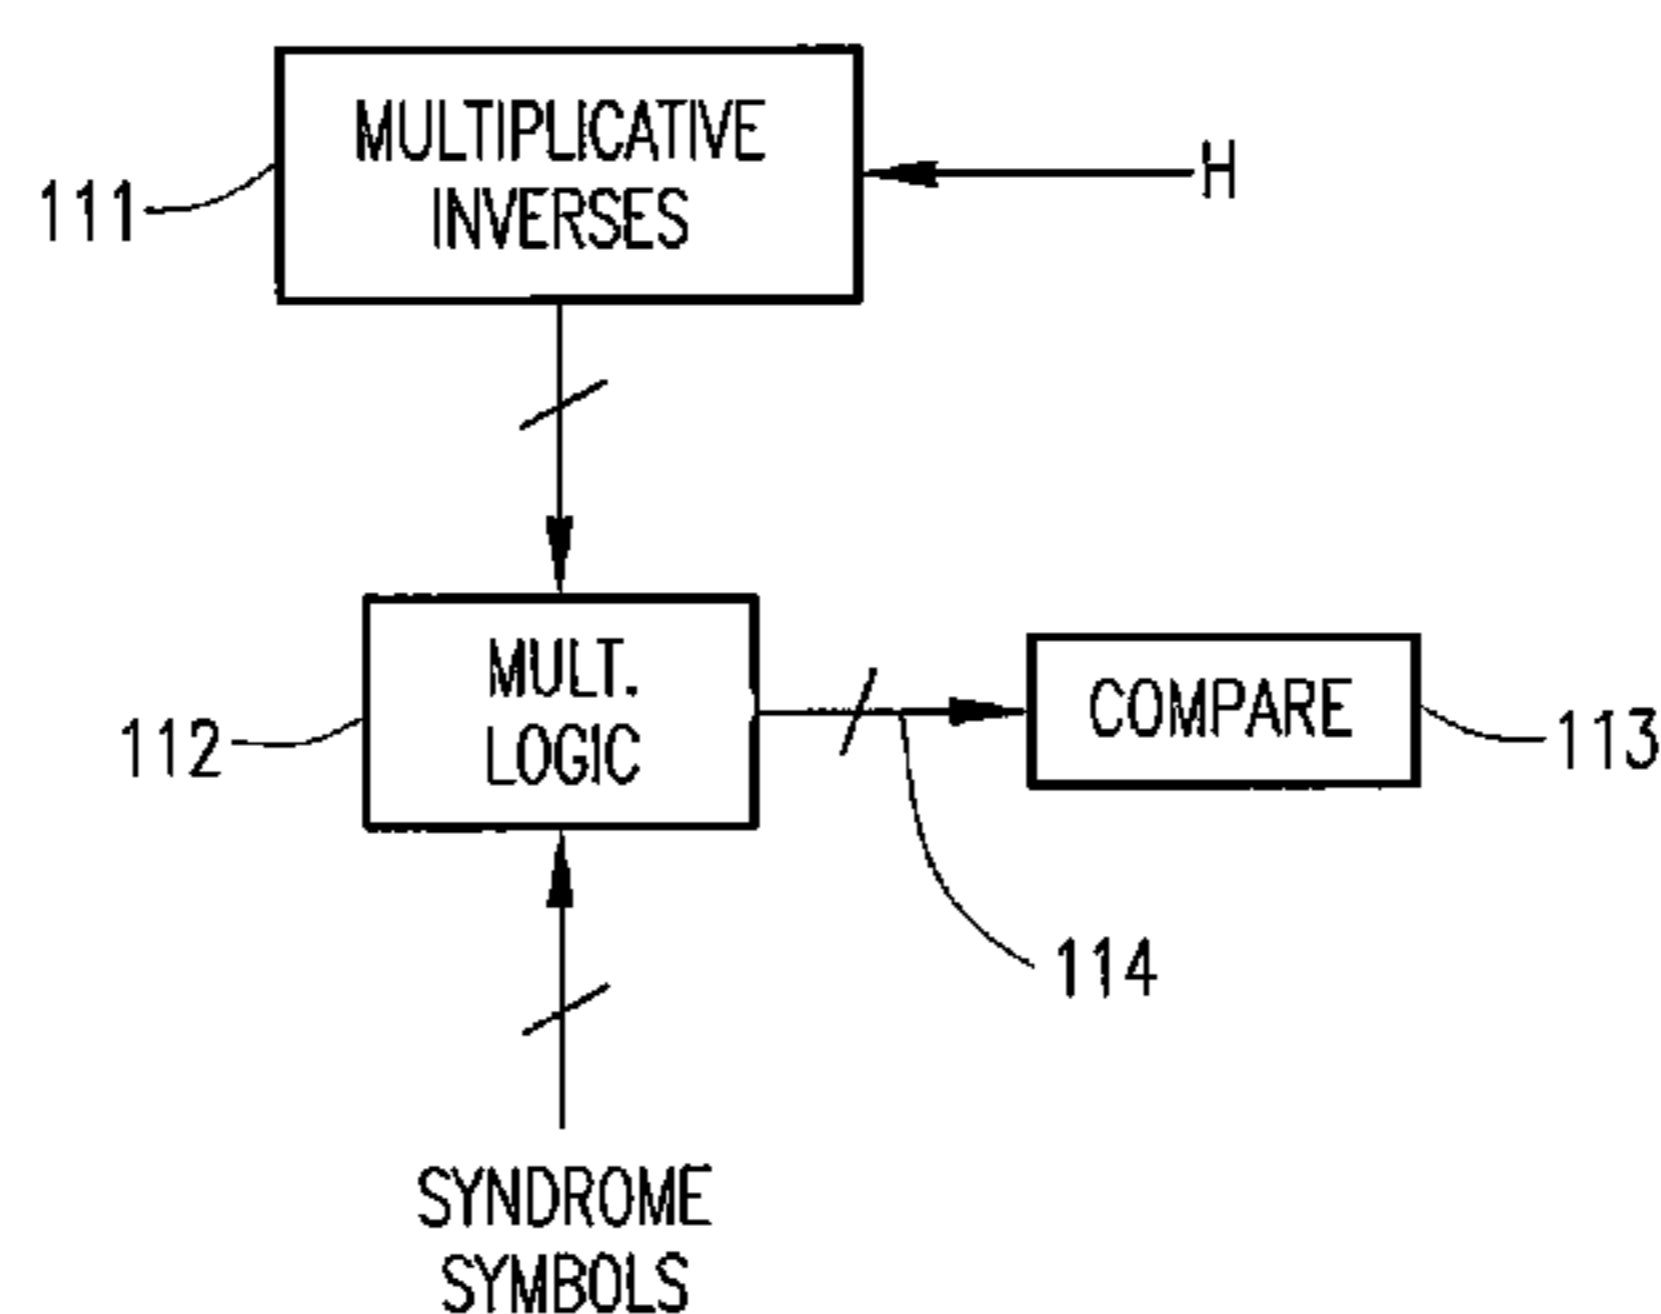 MULTIPLICATIVE
INVERSES
H
111
MULT.
LOGIC
112
COMPARE
113
114
SYNDROME
SYMBOLS